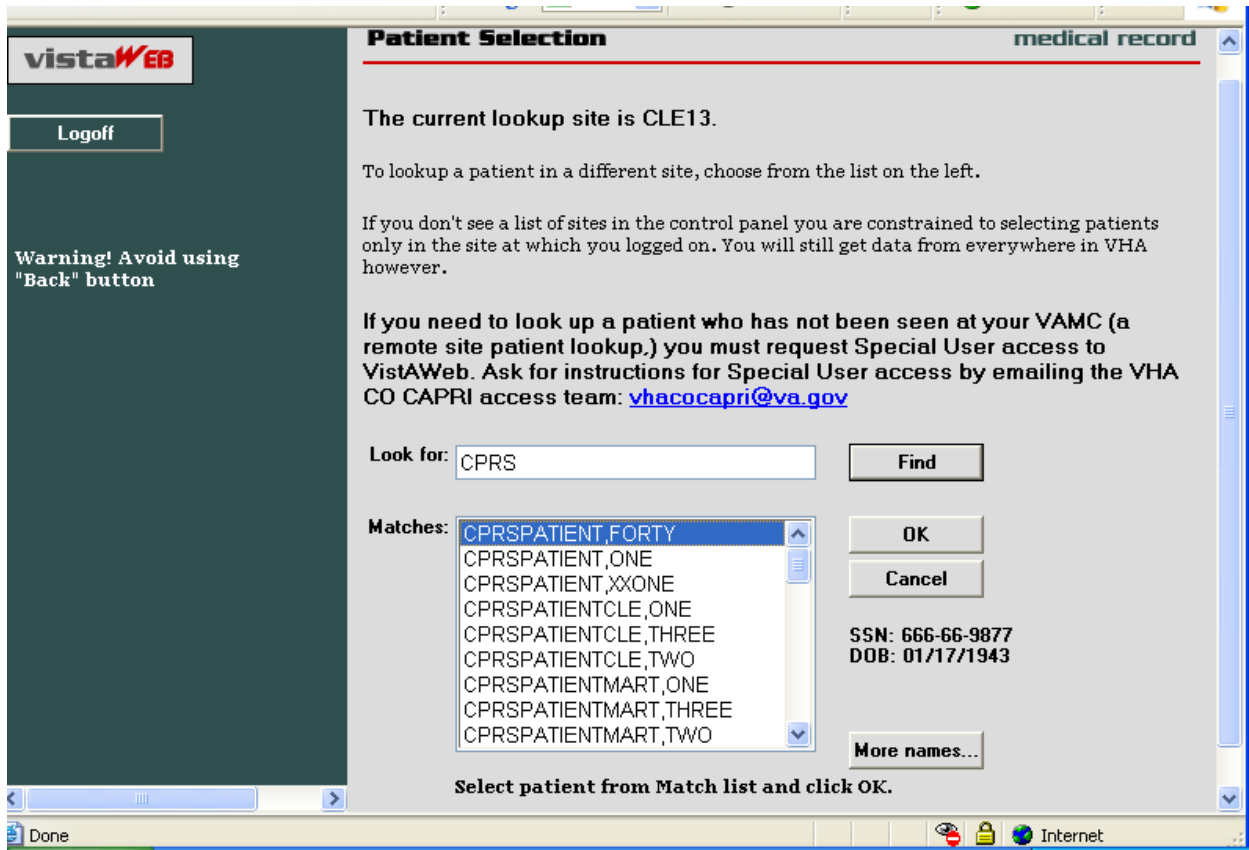 Patient Selection
medical record
vistaWEB
Logoff
Warning! Avoid using
"Back" button
The current lookup site is CLE13.
To lookup a patient in a different site, choose from the list on the left.
If you don't see a list of sites in the control panel you are constrained to selecting patients
only in the site at which you logged on. You will still get data from everywhere in VHA
however.
If you need to look up a patient who has not been seen at your VAMC (a
remote site patient lookup,) you must request Special User access to
VistAWeb. Ask for instructions for Special User access by emailing the VHA
CO CAPRI access team: vhacocapri@va.gov
Look for: CPRS
Find
Matches:
CPRSPATIENT,FORTY
CPRSPATIENT,ONE
CPRSPATIENT,XXONE
CPRSPATIENTCLE,ONE
CPRSPATIENTCLE,THREE
CPRSPATIENTCLE,TWO
CPRSPATIENTMART,ONE
CPRSPATIENTMART,THREE
CPRSPATIENTMART,TWO
OK
Cancel
SSN: 666-66-9877
DOB: 01/17/1943
More names...
Select patient from Match list and click OK.
Done
Internet